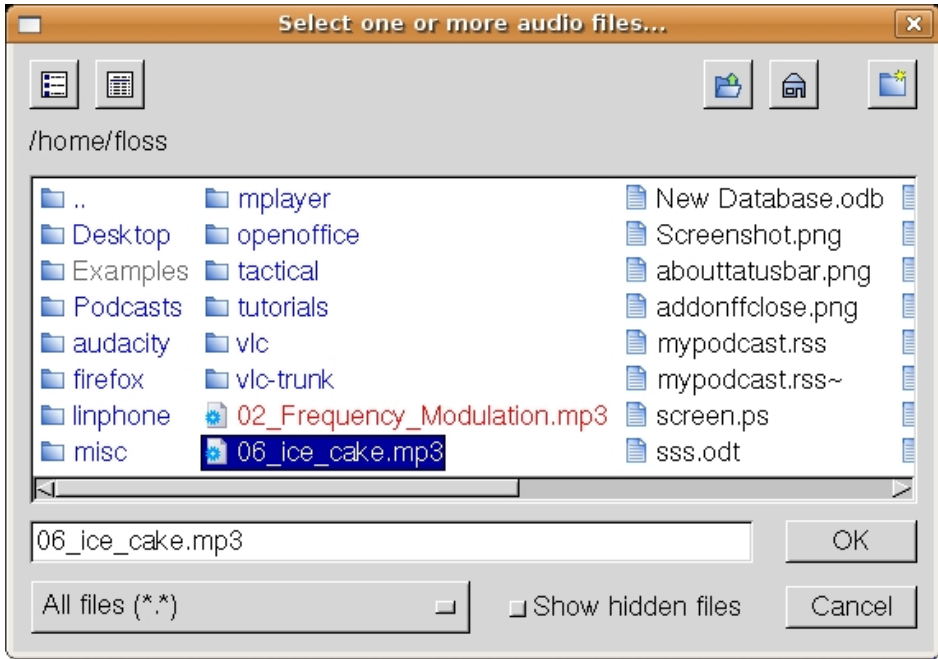 Select one or more audio files...
/home/floss
..
Desktop
Examples
Podcasts
audacity
firefox
linphone
misc
mplayer
openoffice
tactical
tutorials
vlc
vlc-trunk
02_Frequency_Modulation.mp3
06_ice_cake.mp3
New Database.odb
Screenshot.png
abouttatusbar.png
addonffclose.png
mypodcast.rss
mypodcast.rss~
screen.ps
sss.odt
06_ice_cake.mp3
OK
All files (*.*)
Show hidden files
Cancel